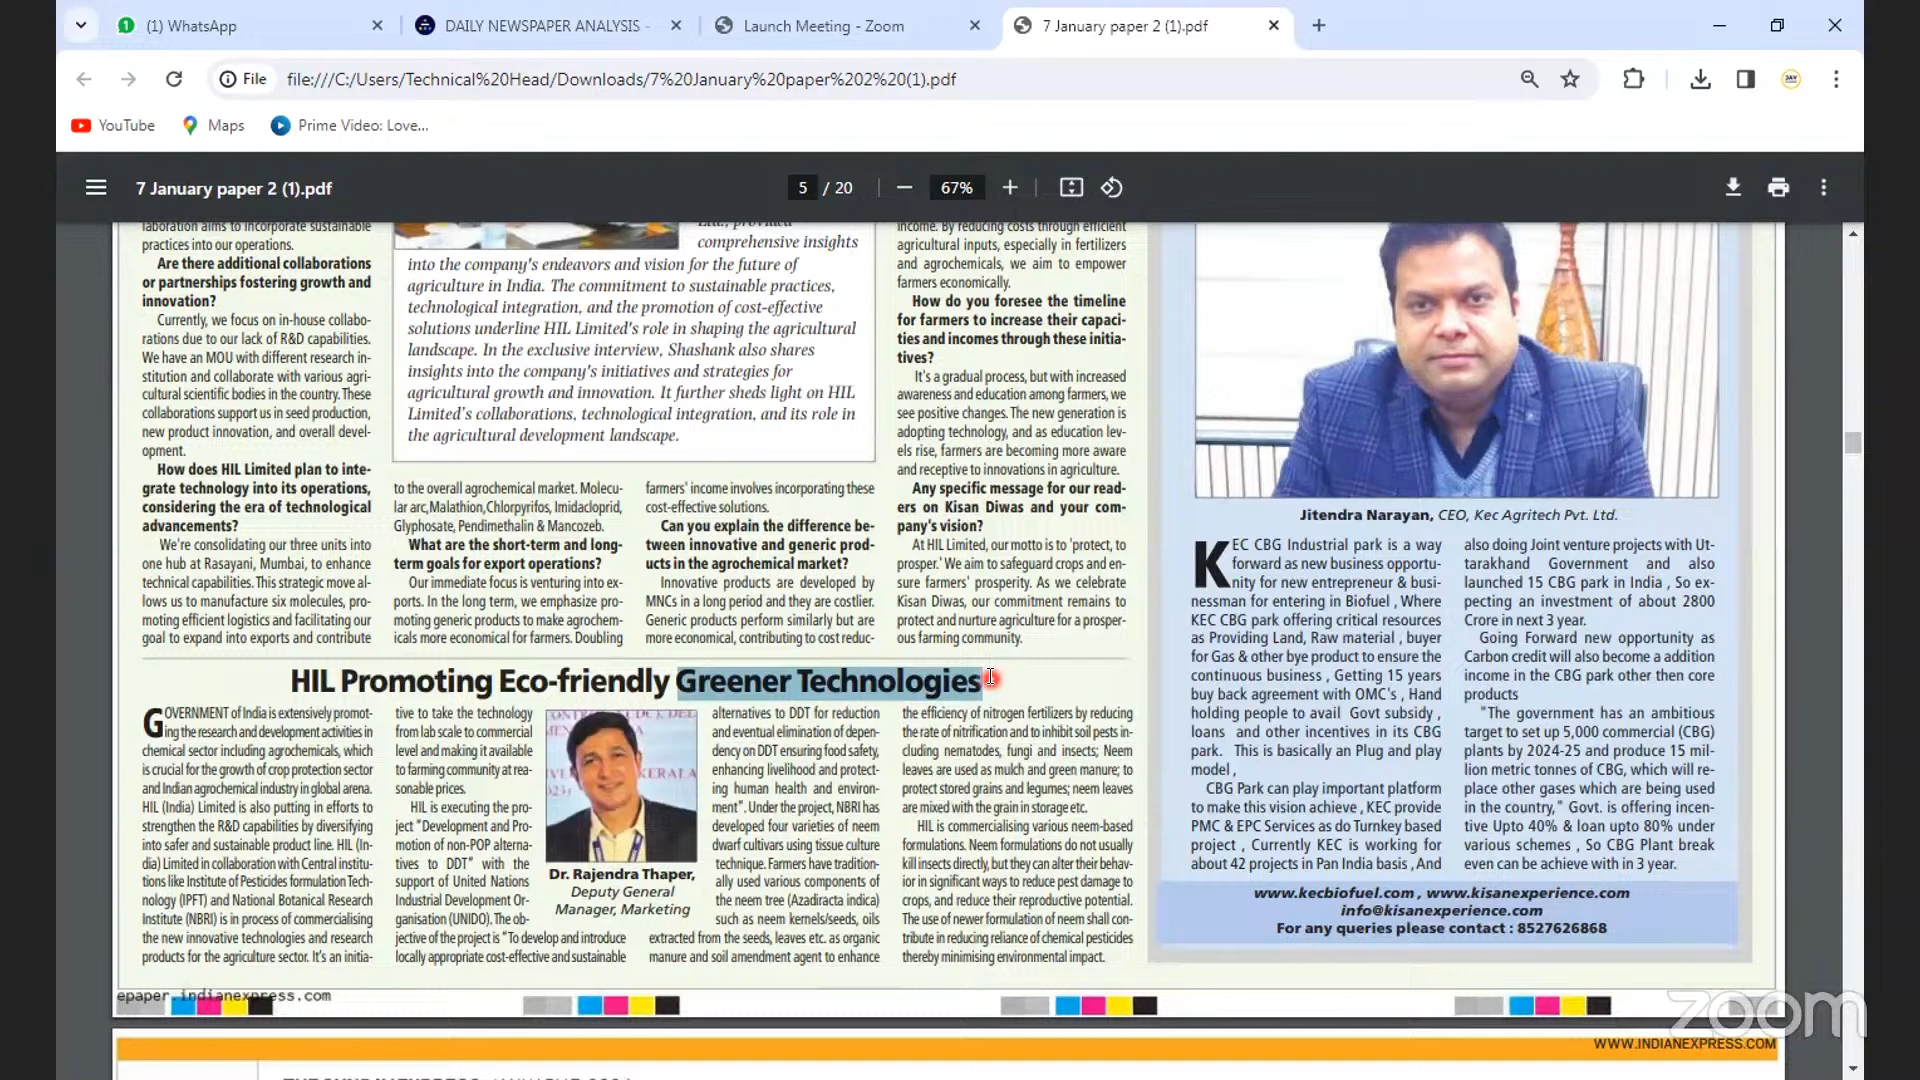 (1) WhatsApp
DAILY NEWSPAPER ANALYSIS -
Launch Meeting - Zoom
7 January paper 2 (1).pdf
File
file:///C:/Users/Technical%20Head/Downloads/7%20January%20paper%202%20(1).pdf
YouTube
Maps
Prime Video: Love...
7 January paper 2 (1).pdf
5 / 20
67%
laboration aims to incorporate sustainable
practices into our operations.
Are there additional collaborations
or partnerships fostering growth and
innovation?
Currently, we focus on in-house collabo-
rations due to our lack of R&D capabilities.
We have an MOU with different research in-
stitution and collaborate with various agri-
cultural scientific bodies in the country. These
collaborations support us in seed production,
new product innovation, and overall devel-
opment.
How does HIL Limited plan to inte-
grate technology into its operations,
considering the era of technological
advancements?
We're consolidating our three units into
one hub at Rasayani, Mumbai, to enhance
technical capabilities. This strategic move al-
lows us to manufacture six molecules, pro-
moting efficient logistics and facilitating our
goal to expand into exports and contribute
Ltd., provided
comprehensive insights
into the company's endeavors and vision for the future of
agriculture in India. The commitment to sustainable practices,
technological integration, and the promotion of cost-effective
solutions underline HIL Limited's role in shaping the agricultural
landscape. In the exclusive interview, Shashank also shares
insights into the company's initiatives and strategies for
agricultural growth and innovation. It further sheds light on HIL
Limited's collaborations, technological integration, and its role in
the agricultural development landscape.
to the overall agrochemical market. Molecu-
lar arc,Malathion,Chlorpyrifos, Imidacloprid,
Glyphosate, Pendimethalin & Mancozeb.
What are the short-term and long-
term goals for export operations?
Our immediate focus is venturing into ex-
ports. In the long term, we emphasize pro-
moting generic products to make agrochem-
icals more economical for farmers. Doubling
farmers' income involves incorporating these
cost-effective solutions.
Can you explain the difference be-
tween innovative and generic prod-
ucts in the agrochemical market?
Innovative products are developed by
MNCs in a long period and they are costlier.
Generic products perform similarly but are
more economical, contributing to cost reduc-
income. By reducing costs through efficient
agricultural inputs, especially in fertilizers
and agrochemicals, we aim to empower
farmers economically.
How do you foresee the timeline
for farmers to increase their capaci-
ties and incomes through these initia-
tives?
It's a gradual process, but with increased
awareness and education among farmers, we
see positive changes. The new generation is
adopting technology, and as education lev-
els rise, farmers are becoming more aware
and receptive to innovations in agriculture.
Any specific message for our read-
ers on Kisan Diwas and your com-
pany's vision?
At HIL Limited, our motto is to 'protect, to
prosper.' We aim to safeguard crops and en-
sure farmers' prosperity. As we celebrate
Kisan Diwas, our commitment remains to
protect and nurture agriculture for a prosper-
ous farming community.
HIL Promoting Eco-friendly Greener Technologies
GOVERNMENT of India is extensively promot-
ing the research and development activities in
chemical sector including agrochemicals, which
is crucial for the growth of crop protection sector
and Indian agrochemical industry in global arena.
HIL (India) Limited is also putting in efforts to
strengthen the R&D capabilities by diversifying
into safer and sustainable product line. HIL (In-
dia) Limited in collaboration with Central institu-
tions like Institute of Pesticides formulation Tech-
nology (IPFT) and National Botanical Research
Institute (NBRI) is in process of commercialising
the new innovative technologies and research
products for the agriculture sector. It's an initia-
tive to take the technology
from lab scale to commercial
level and making it available
to farming community at rea-
sonable prices.
HIL is executing the pro-
ject "Development and Pro-
motion of non-POP alterna-
tives to DDT" with the
support of United Nations
Industrial Development Or-
ganisation (UNIDO). The ob-
jective of the project is "To develop and introduce
locally appropriate cost-effective and sustainable
KERALA
Dr. Rajendra Thaper,
Deputy General
Manager, Marketing
alternatives to DDT for reduction
and eventual elimination of depen-
dency on DDT ensuring food safety,
enhancing livelihood and protect-
ing human health and environ-
ment". Under the project, NBRI has
developed four varieties of neem
dwarf cultivars using tissue culture
technique. Farmers have tradition-
ally used various components of
the neem tree (Azadiracta indica)
such as neem kernels/seeds, oils
extracted from the seeds, leaves etc. as organic
manure and soil amendment agent to enhance
the efficiency of nitrogen fertilizers by reducing
the rate of nitrification and to inhibit soil pests in-
cluding nematodes, fungi and insects; Neem
leaves are used as mulch and green manure; to
protect stored grains and legumes; neem leaves
are mixed with the grain in storage etc.
HIL is commercialising various neem-based
formulations. Neem formulations do not usually
kill insects directly, but they can alter their behav-
ior in significant ways to reduce pest damage to
crops, and reduce their reproductive potential.
The use of newer formulation of neem shall con-
tribute in reducing reliance of chemical pesticides
thereby minimising environmental impact.
Jitendra Narayan, CEO, Kec Agritech Pvt. Ltd.
KEC CBG Industrial park is a way
forward as new business opportu-
nity for new entrepreneur & busi-
nessman for entering in Biofuel , Where
KEC CBG park offering critical resources
as Providing Land, Raw material , buyer
for Gas & other bye product to ensure the
continuous business , Getting 15 years
buy back agreement with OMC's , Hand
holding people to avail Govt subsidy ,
loans and other incentives in its CBG
park. This is basically an Plug and play
model ,
CBG Park can play important platform
to make this vision achieve , KEC provide
PMC & EPC Services as do Turnkey based
project , Currently KEC is working for
about 42 projects in Pan India basis , And
also doing Joint venture projects with Ut-
tarakhand Government and also
launched 15 CBG park in India , So ex-
pecting an investment of about 2800
Crore in next 3 year.
Going Forward new opportunity as
Carbon credit will also become a addition
income in the CBG park other then core
products
"The government has an ambitious
target to set up 5,000 commercial (CBG)
plants by 2024-25 and produce 15 mil-
lion metric tonnes of CBG, which will re-
place other gases which are being used
in the country," Govt. is offering incen-
tive Upto 40% & loan upto 80% under
various schemes , So CBG Plant break
even can be achieve with in 3 year.
www.kecbiofuel.com , www.kisanexperience.com
info@kisanexperience.com
For any queries please contact : 8527626868
epaper.indianexpress.com
zoom
WWW.INDIANEXPRESS.COM